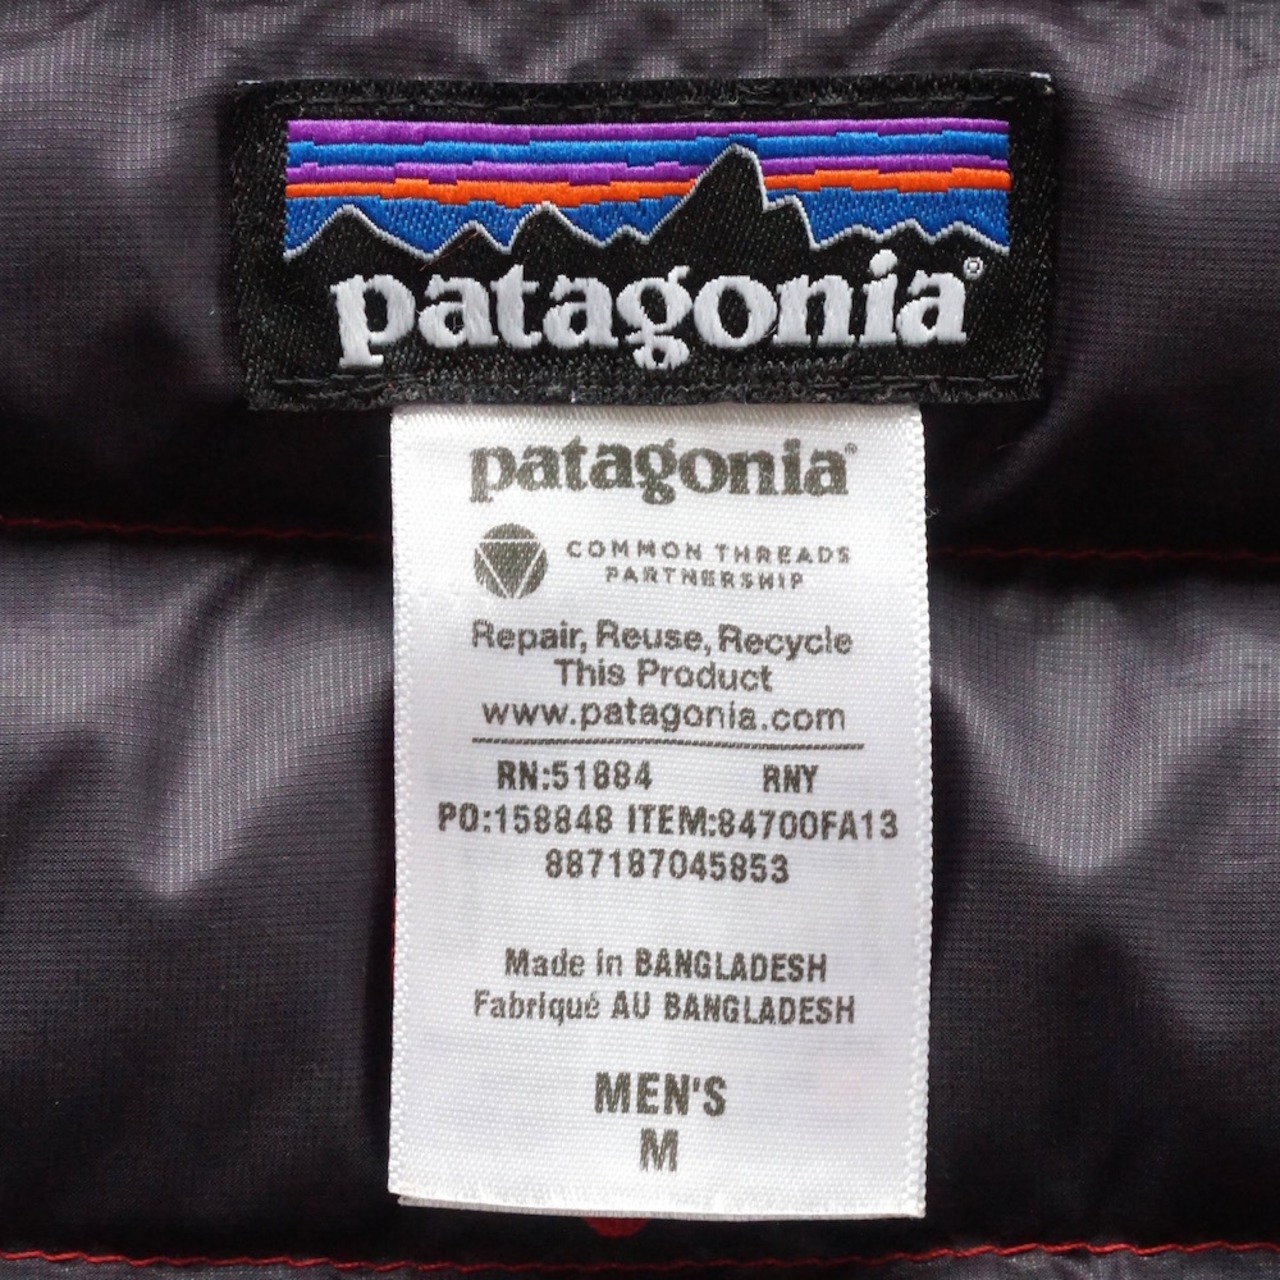 patagonia®
patagonia®
COMMON THREADS
PARTNERSHIP
Repair, Reuse, Recycle
This Product
www.patagonia.com
RN:51884 RNY
PO:158848 ITEM:84700FA13
887187045853
Made in BANGLADESH
Fabriqué AU BANGLADESH
MEN'S
M